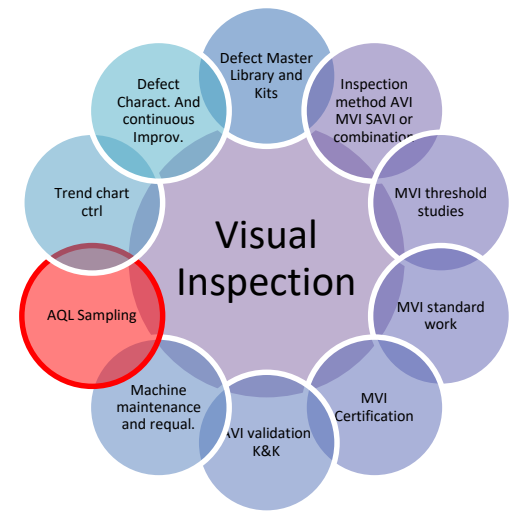 Defect Master
Library and
Kits
Inspection
method AVI
MVI SAVI or
combination
MVI threshold
studies
MVI standard
work
MVI
Certification
AVI validation
K&K
Machine
maintenance
and requal.
AQL Sampling
Trend chart
ctrl
Defect
Charact. And
continuous
Improv.
Visual
Inspection